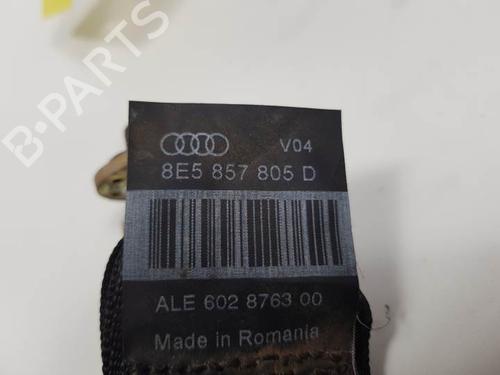 V04
8E5 857 805 D
ALE 602 8763 00
Made in Romania
B-PARTS